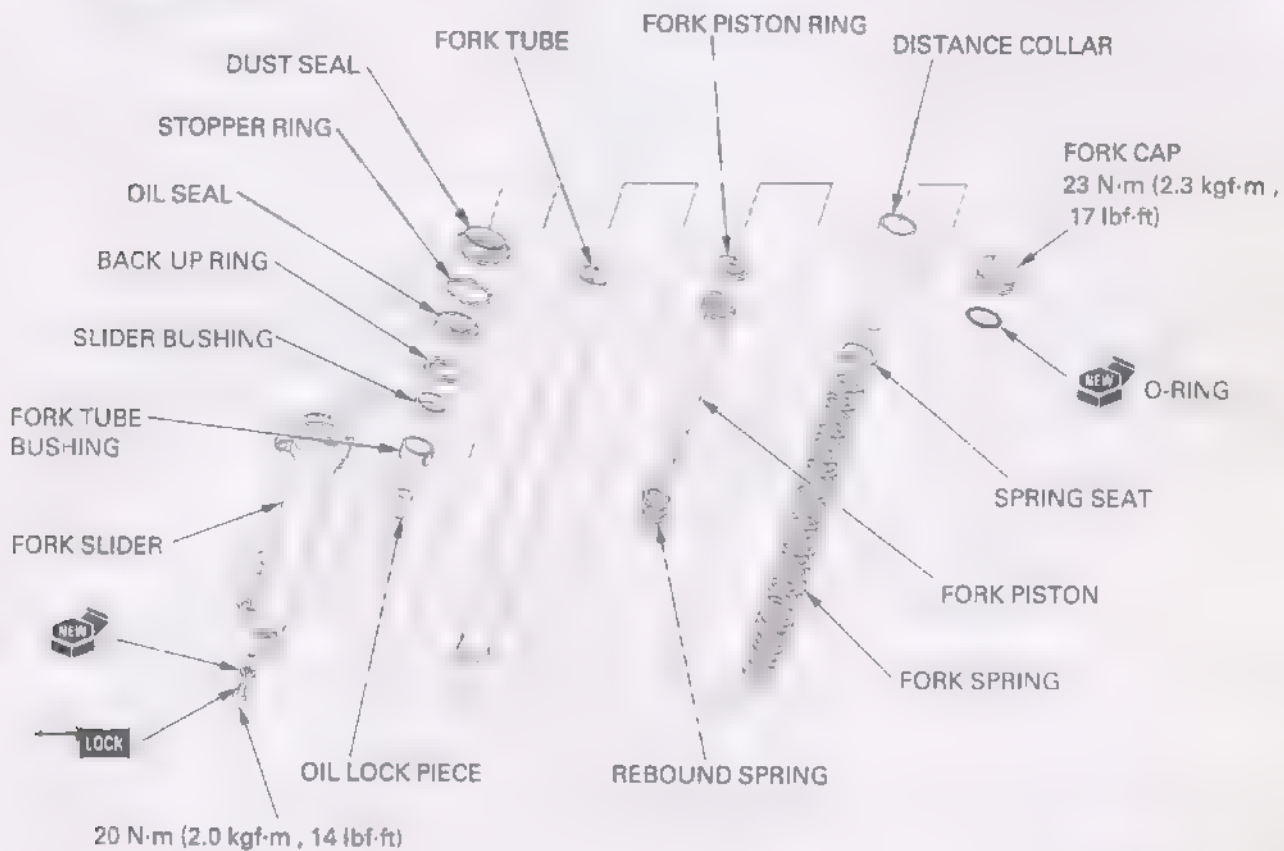 FORK TUBE
FORK PISTON RING
DISTANCE COLLAR
DUST SEAL
STOPPER RING
FORK CAP
23 N·m (2.3 kgf·m ,
17 lbf·ft)
OIL SEAL
BACK UP RING
SLIDER BUSHING
NEW
O-RING
FORK TUBE
BUSHING
SPRING SEAT
FORK SLIDER
FORK PISTON
NEW
FORK SPRING
LOCK
OIL LOCK PIECE
REBOUND SPRING
20 N·m (2.0 kgf·m , 14 lbf·ft)